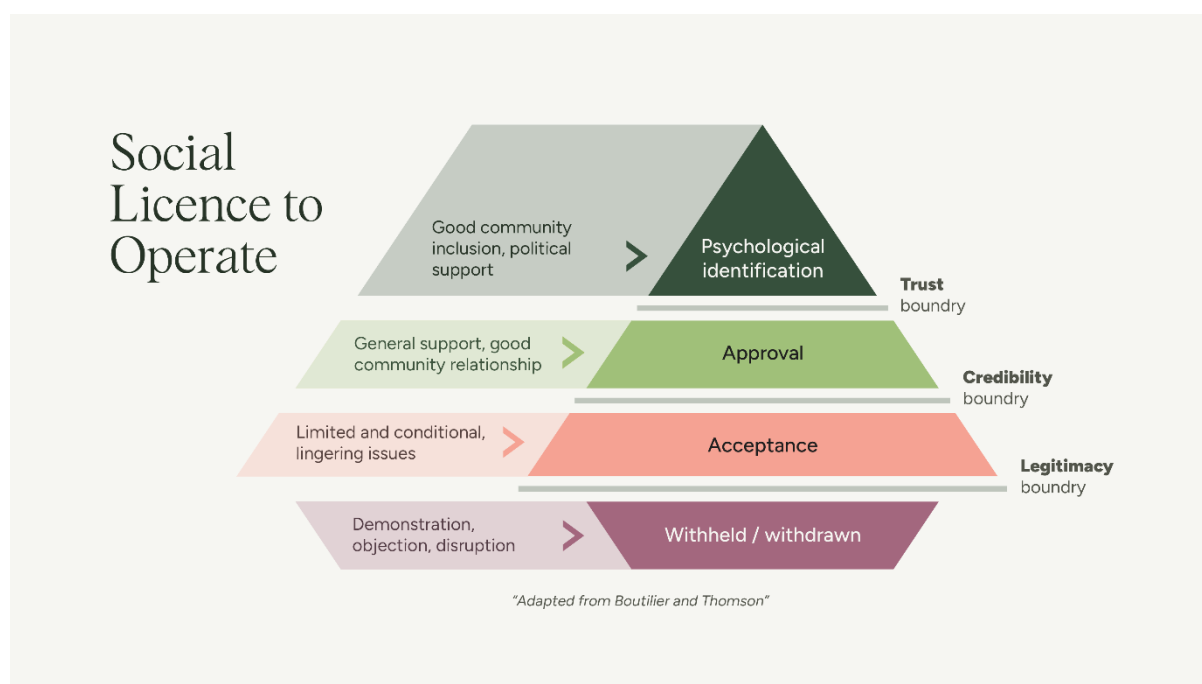 Social
Licence to
Operate
Good community
inclusion, political
support
Psychological
identification
Trust
boundry
General support, good
community relationship
Approval
Credibility
boundry
Limited and conditional,
lingering issues
Acceptance
Legitimacy
boundry
Demonstration,
objection, disruption
Withheld / withdrawn
“Adapted from Boutilier and Thomson”